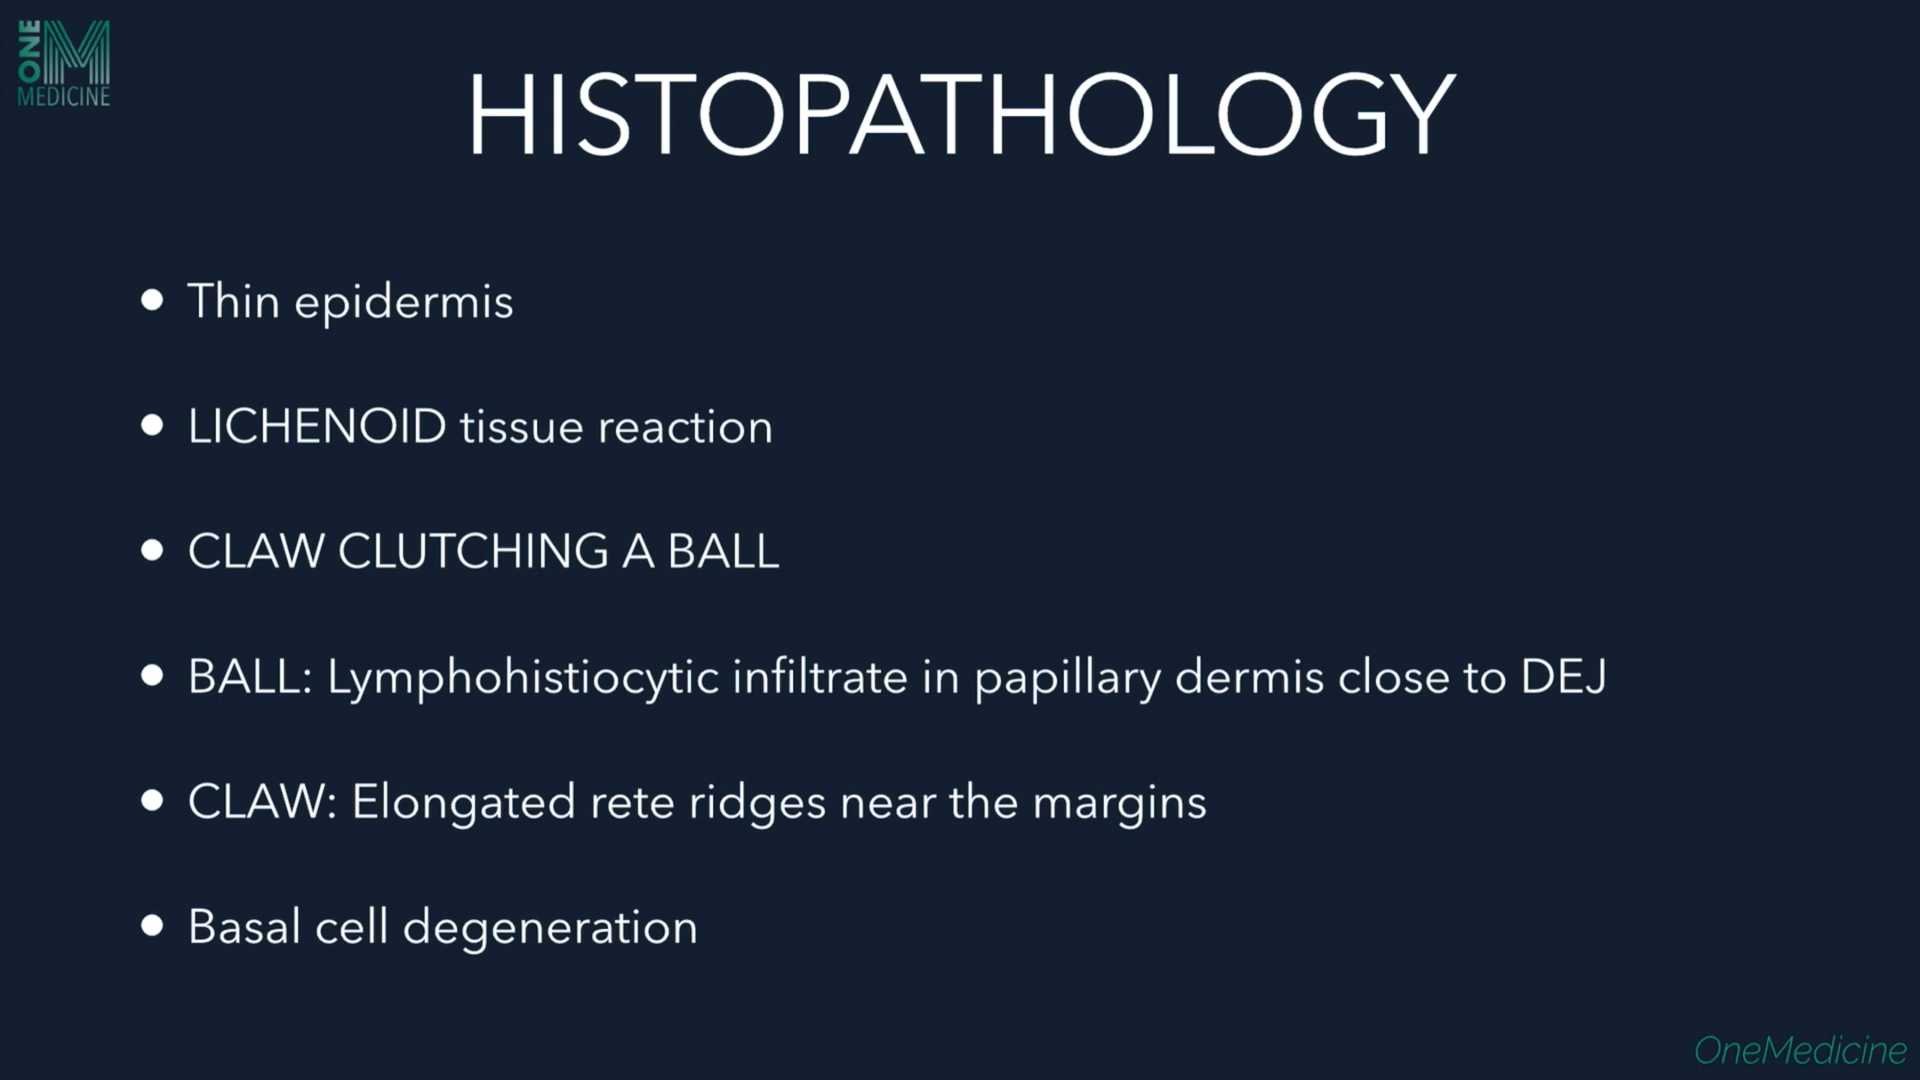 ONE
MEDICINE
HISTOPATHOLOGY
• Thin epidermis
• LICHENOID tissue reaction
• CLAW CLUTCHING A BALL
• BALL: Lymphohistiocytic infiltrate in papillary dermis close to DEJ
• CLAW: Elongated rete ridges near the margins
• Basal cell degeneration
OneMedicine